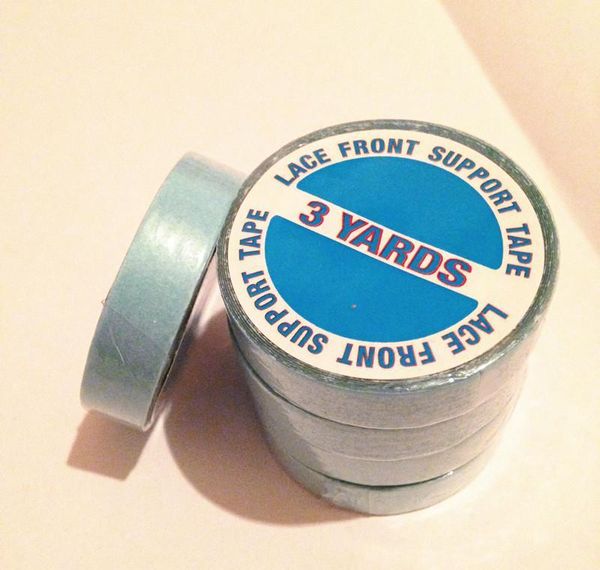 LACE FRONT SUPPORT TAPE
3 YARDS
LACE FRONT SUPPORT TAPE